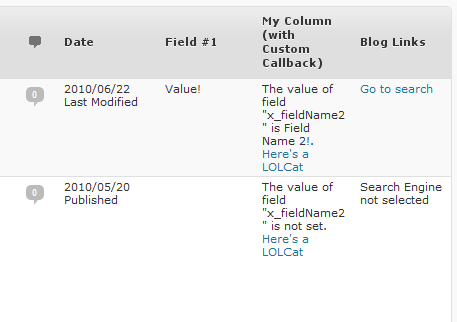 Date
Field #1
My Column
(with
Custom
Callback)
Blog Links
0
2010/06/22
Last Modified
Value!
The value of
field
"x_fieldName2
" is Field
Name 2!.
Here's a
LOLCat
Go to search
0
2010/05/20
Published
The value of
field
"x_fieldName2
" is not set.
Here's a
LOLCat
Search Engine
not selected